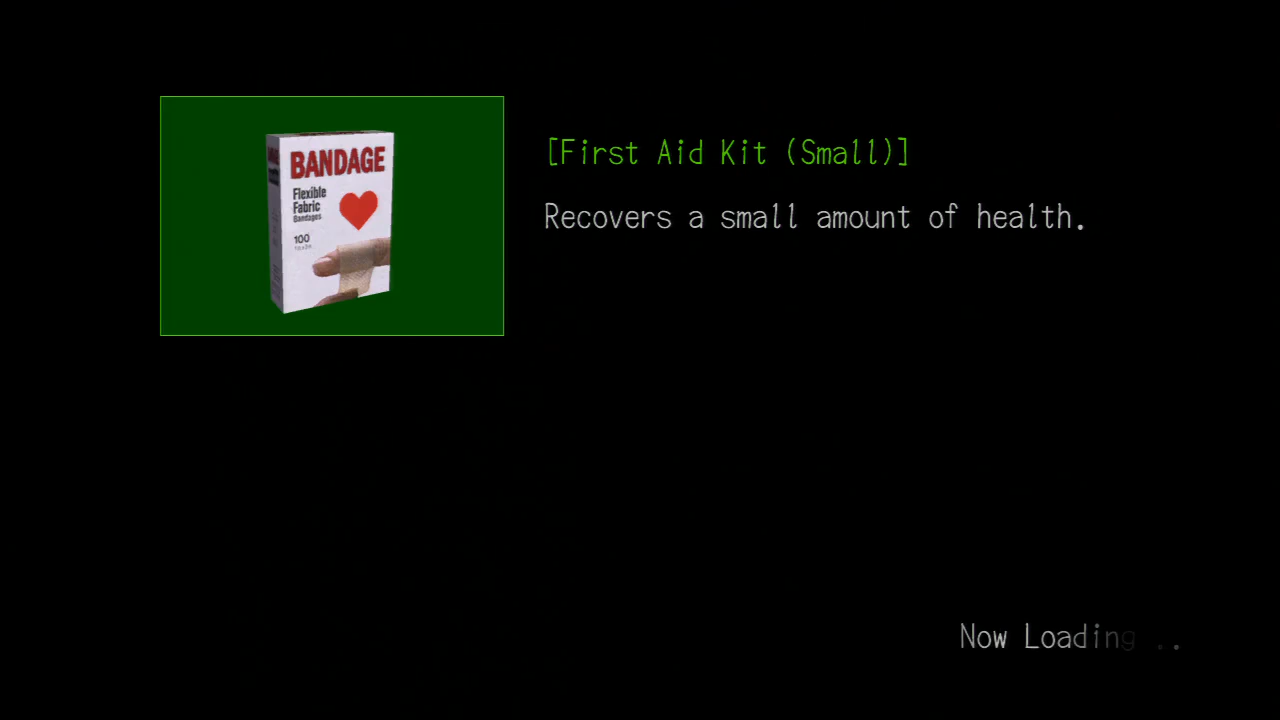 BANDAGE
Flexible
Fabric
Bandages
100
[First Aid Kit (Small)]
Recovers a small amount of health.
Now Loading ..